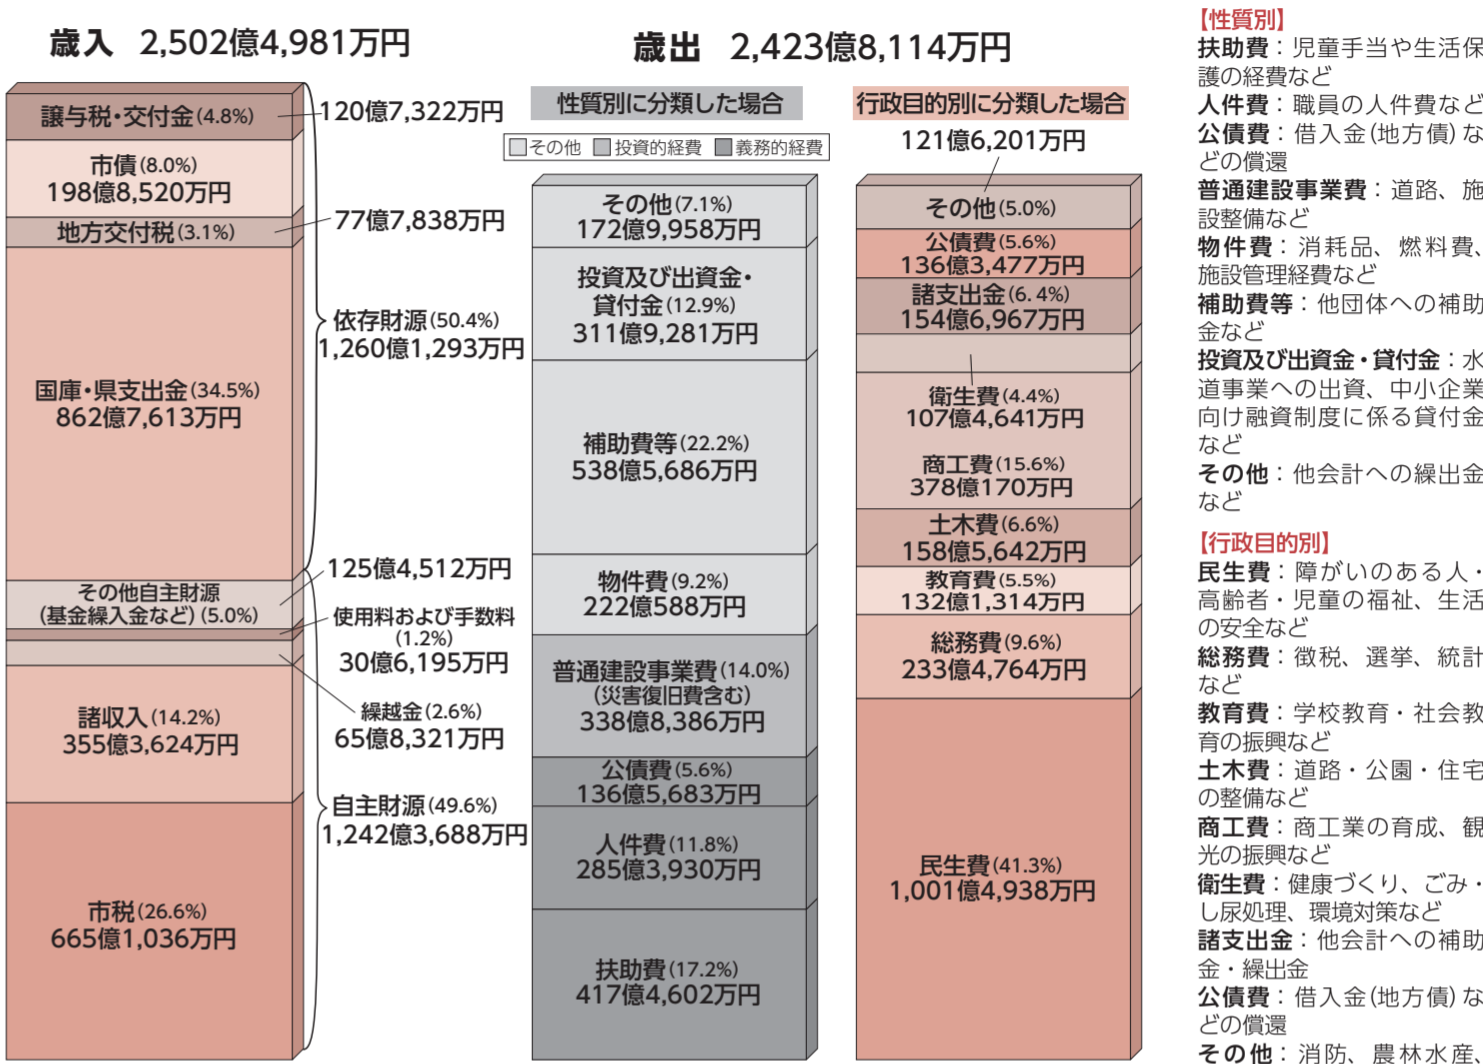 歳入 2,502億4,981万円
譲与税・交付金(4.8%)
120億7,322万円
市債(8.0%)
198億8,520万円
地方交付税(3.1%)
77億7,838万円
国庫・県支出金(34.5%)
862億7,613万円
依存財源(50.4%)
1,260億1,293万円
その他自主財源
(基金繰入金など)(5.0%)
125億4,512万円
使用料および手数料
(1.2%)
30億6,195万円
繰越金(2.6%)
65億8,321万円
諸収入(14.2%)
355億3,624万円
自主財源(49.6%)
1,242億3,688万円
市税(26.6%)
665億1,036万円
歳出 2,423億8,114万円
性質別に分類した場合
その他 投資的経費 義務的経費
その他(7.1%)
172億9,958万円
投資及び出資金・
貸付金(12.9%)
311億9,281万円
補助費等(22.2%)
538億5,686万円
物件費(9.2%)
222億588万円
普通建設事業費(14.0%)
(災害復旧費含む)
338億8,386万円
公債費(5.6%)
136億5,683万円
人件費(11.8%)
285億3,930万円
扶助費(17.2%)
417億4,602万円
行政目的別に分類した場合
121億6,201万円
その他(5.0%)
公債費(5.6%)
136億3,477万円
諸支出金(6.4%)
154億6,967万円
衛生費(4.4%)
107億4,641万円
商工費(15.6%)
378億170万円
土木費(6.6%)
158億5,642万円
教育費(5.5%)
132億1,314万円
総務費(9.6%)
233億4,764万円
民生費(41.3%)
1,001億4,938万円
【性質別】
扶助費：児童手当や生活保
護の経費など
人件費：職員の人件費など
公債費：借入金(地方債)な
どの償還
普通建設事業費：道路、施
設整備など
物件費：消耗品、燃料費、
施設管理経費など
補助費等：他団体への補助
金など
投資及び出資金・貸付金：水
道事業への出資、中小企業
向け融資制度に係る貸付金
など
その他：他会計への繰出金
など
【行政目的別】
民生費：障がいのある人・
高齢者・児童の福祉、生活
の安全など
総務費：徴税、選挙、統計
など
教育費：学校教育・社会教
育の振興など
土木費：道路・公園・住宅
の整備など
商工費：商工業の育成、観
光の振興など
衛生費：健康づくり、ごみ・
し尿処理、環境対策など
諸支出金：他会計への補助
金・繰出金
公債費：借入金(地方債)な
どの償還
その他：消防、農林水産、